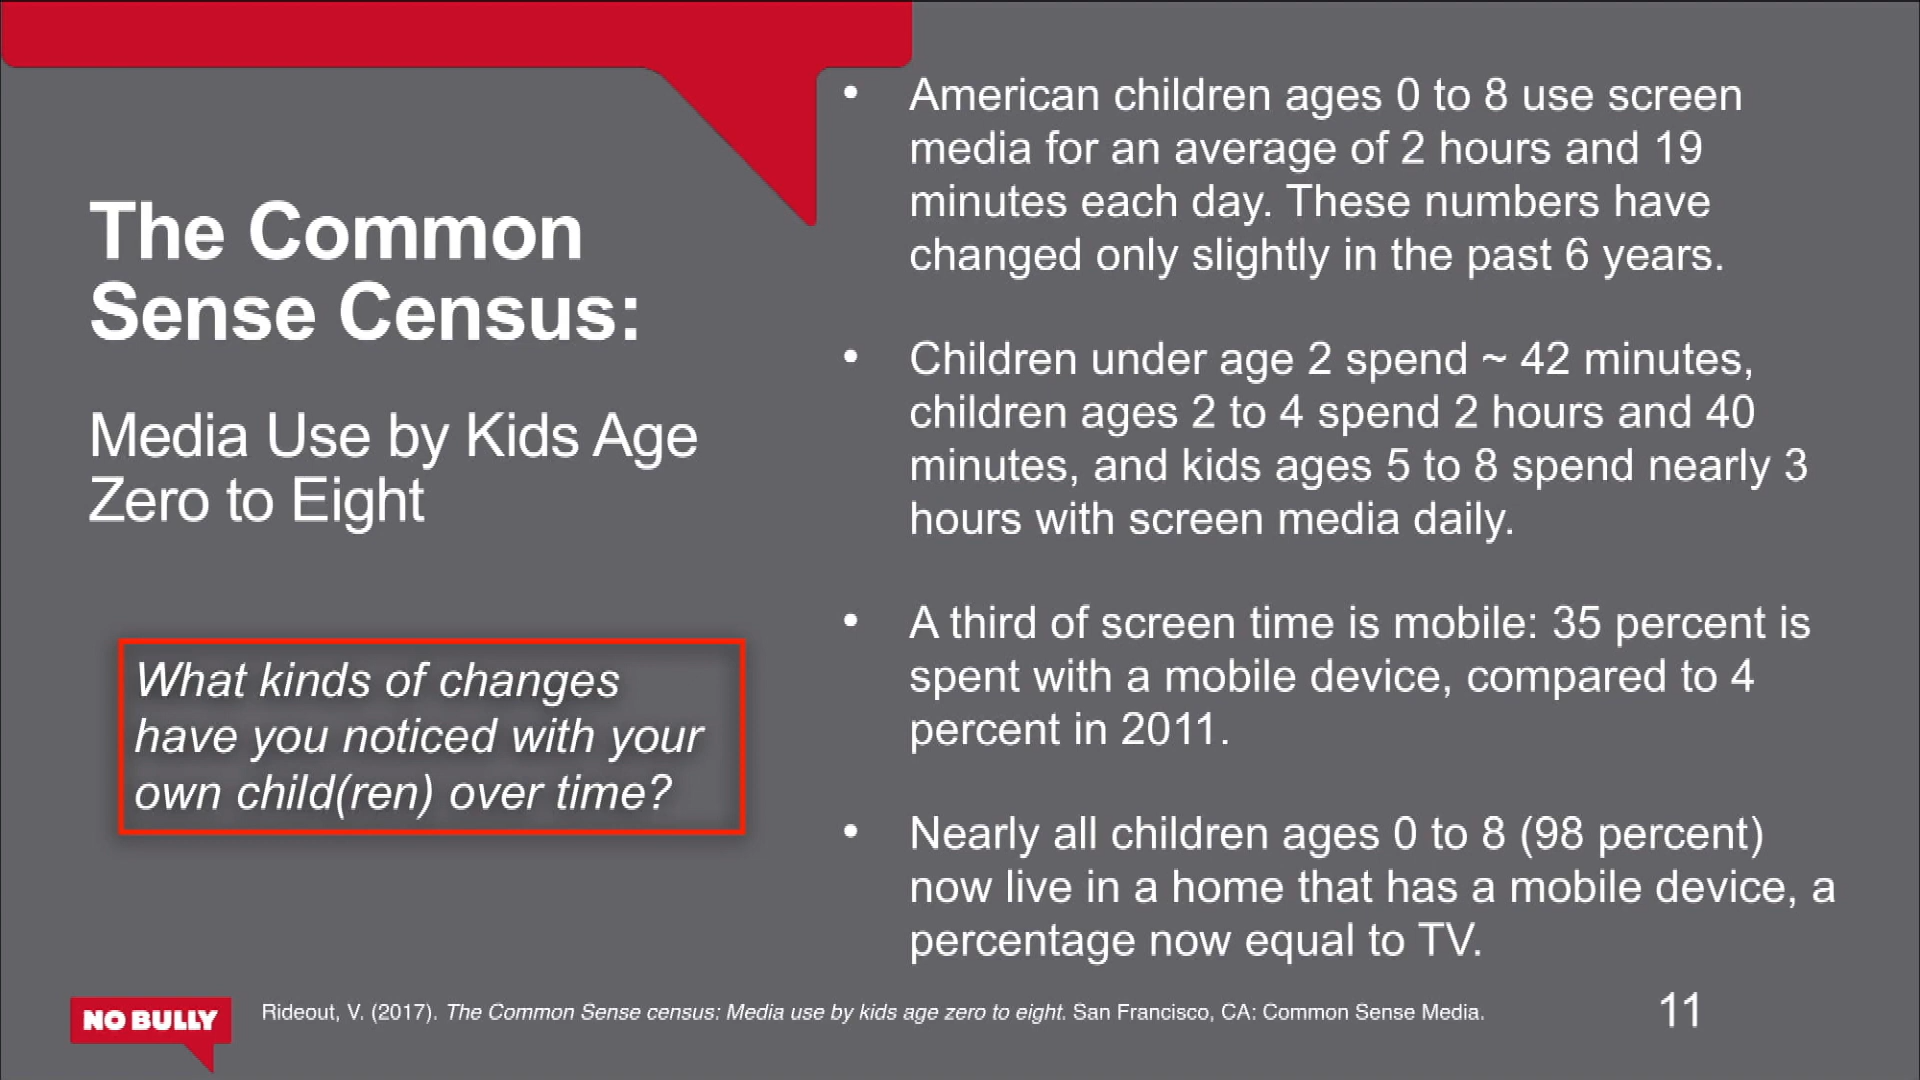 The Common
Sense Census:
Media Use by Kids Age
Zero to Eight
What kinds of changes
have you noticed with your
own child(ren) over time?
• American children ages 0 to 8 use screen
media for an average of 2 hours and 19
minutes each day. These numbers have
changed only slightly in the past 6 years.
• Children under age 2 spend ~ 42 minutes,
children ages 2 to 4 spend 2 hours and 40
minutes, and kids ages 5 to 8 spend nearly 3
hours with screen media daily.
• A third of screen time is mobile: 35 percent is
spent with a mobile device, compared to 4
percent in 2011.
• Nearly all children ages 0 to 8 (98 percent)
now live in a home that has a mobile device, a
percentage now equal to TV.
NO BULLY
Rideout, V. (2017). The Common Sense census: Media use by kids age zero to eight. San Francisco, CA: Common Sense Media.
11